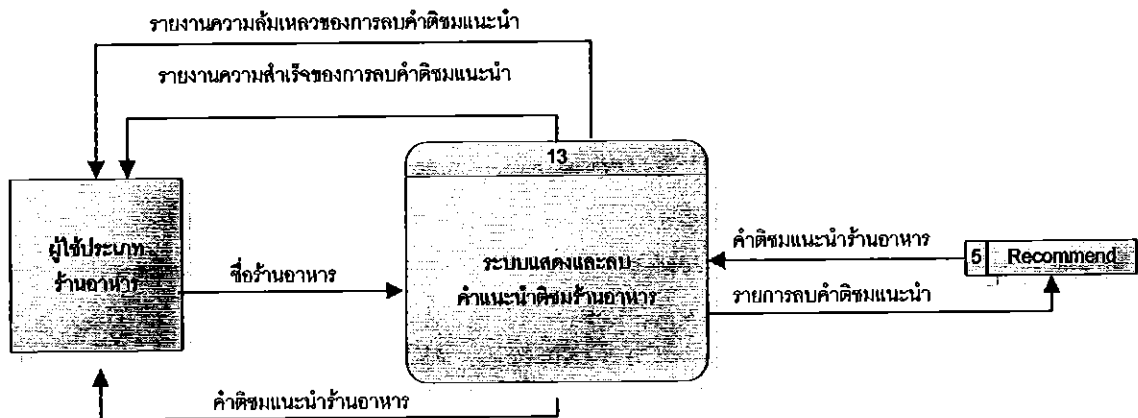 รายงานความล้มเหลวของการลบคำติชมแนะนำ
รายงานความสำเร็จของการลบคำติชมแนะนำ
13
ผู้ใช้ประเภท
ร้านอาหาร
ชื่อร้านอาหาร
ระบบแสดงและลบ
คำแนะนำติชมร้านอาหาร
คำติชมแนะนำร้านอาหาร
5 Recommend
รายการลบคำติชมแนะนำ
คำติชมแนะนำร้านอาหาร